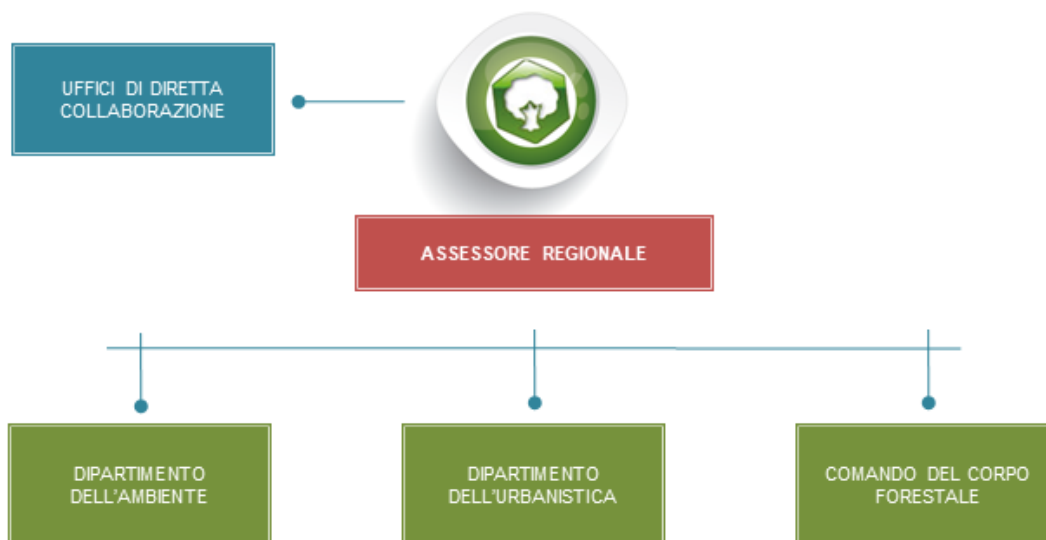 UFFICI DI DIRETTA
COLLABORAZIONE
ASSESSORE REGIONALE
DIPARTIMENTO
DELL'AMBIENTE
DIPARTIMENTO
DELL'URBANISTICA
COMANDO DEL CORPO
FORESTALE